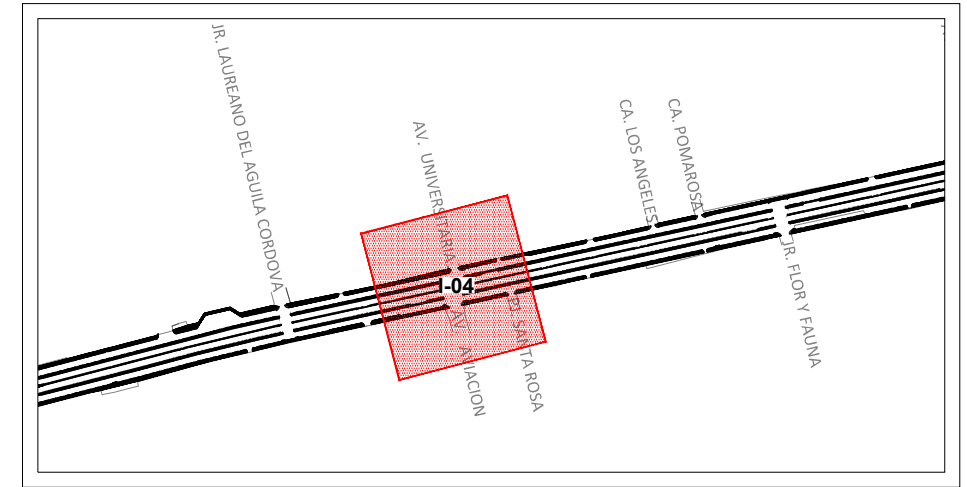 JR. LAUREANO DEL AGUILA CORDOVA
AV. UNIVERSITARIA
CA. LOS ANGELES
CA. POMAROSA
I-04
AV. AVIACION
PJ. SANTA ROSA
JR. FLOR Y FAUNA